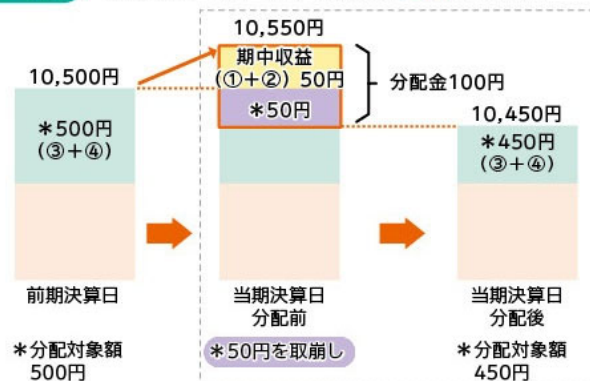 10,550円
10,500円
期中収益
(①+②) 50円
分配金100円
*50円
10,450円
*500円
(③+④)
*450円
(③+④)
前期決算日
当期決算日
分配前
当期決算日
分配後
*分配対象額
500円
*50円を取崩し
*分配対象額
450円